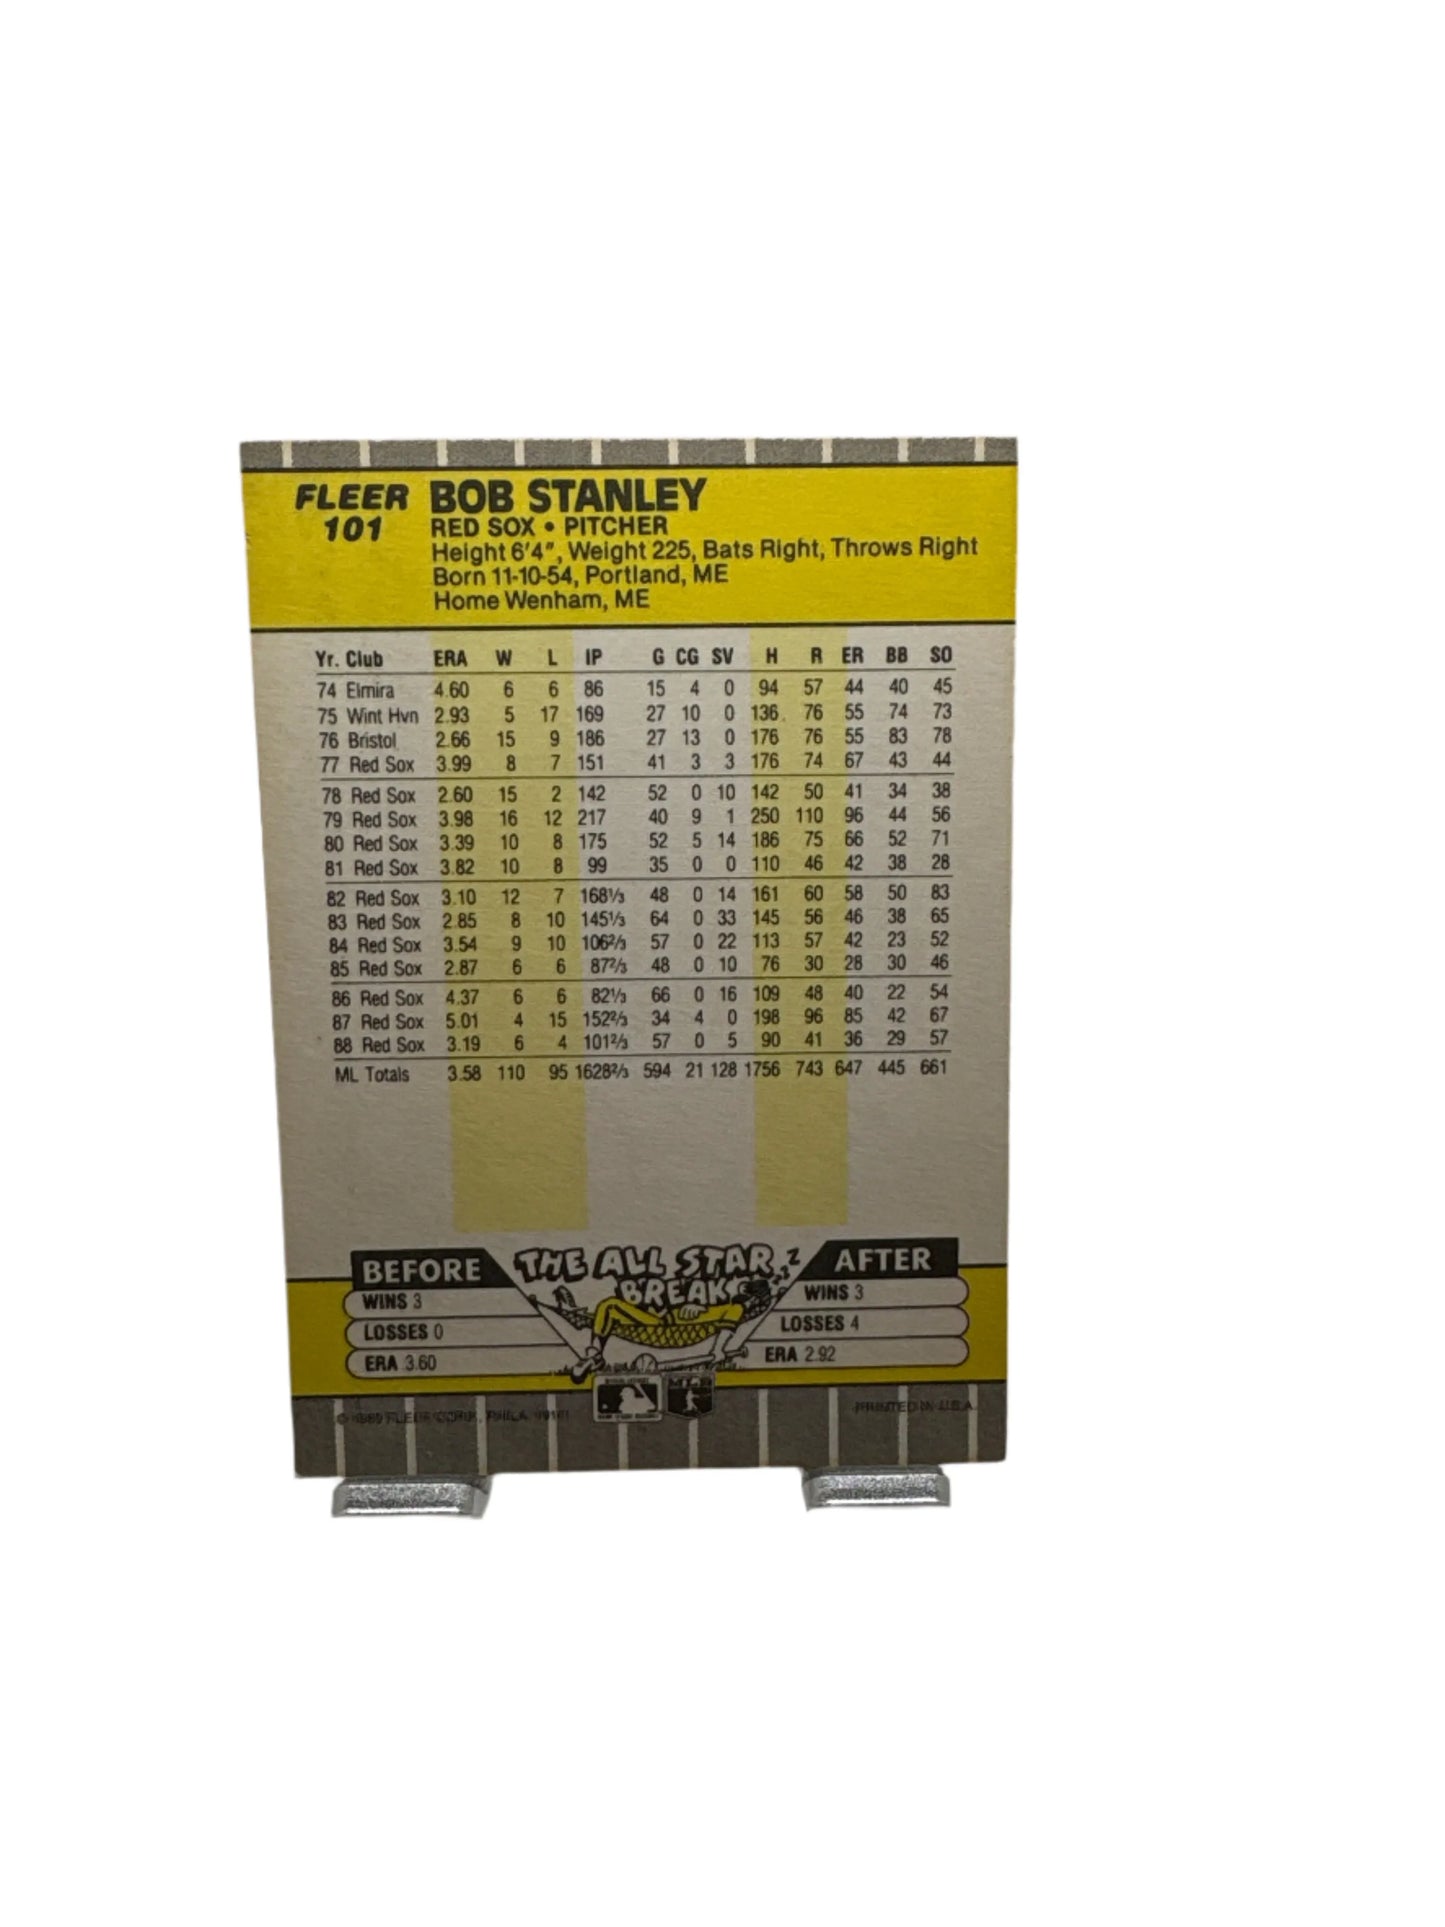 FLEER
101
BOB STANLEY
RED SOX • PITCHER
Height 6'4", Weight 225, Bats Right, Throws Right
Born 11-10-54, Portland, ME
Home Wenham, ME
Yr. Club ERA W L IP G CG SV H R ER BB SO
74 Elmira 4.60 6 6 86 15 4 0 94 57 44 40 45
75 Wint Hvn 2.93 5 17 169 27 10 0 136 76 55 74 73
76 Bristol 2.66 15 9 186 27 13 0 176 76 55 83 78
77 Red Sox 3.99 8 7 151 41 3 3 176 74 67 43 44
78 Red Sox 2.60 15 2 142 52 0 10 142 50 41 34 38
79 Red Sox 3.98 16 12 217 40 9 1 250 110 96 44 56
80 Red Sox 3.39 10 8 175 52 5 14 186 75 66 52 71
81 Red Sox 3.82 10 8 99 35 0 0 110 46 42 38 28
82 Red Sox 3.10 12 7 168⅓ 48 0 14 161 60 58 50 83
83 Red Sox 2.85 8 10 145⅓ 64 0 33 145 56 46 38 65
84 Red Sox 3.54 9 10 106⅔ 57 0 22 113 57 42 23 52
85 Red Sox 2.87 6 6 87⅔ 48 0 10 76 30 28 30 46
86 Red Sox 4.37 6 6 82⅓ 66 0 16 109 48 40 22 54
87 Red Sox 5.01 4 15 152⅔ 34 4 0 198 96 85 42 67
88 Red Sox 3.19 6 4 101⅔ 57 0 5 90 41 36 29 57
ML Totals 3.58 110 95 1628⅔ 594 21 128 1756 743 647 445 661
BEFORE
WINS 3
LOSSES 0
ERA 3.60
THE ALL STAR
BREAK
ZZZ
AFTER
WINS 3
LOSSES 4
ERA 2.92
© 1989 FLEER CORP., PHILA. 19141
PRINTED IN U.S.A.